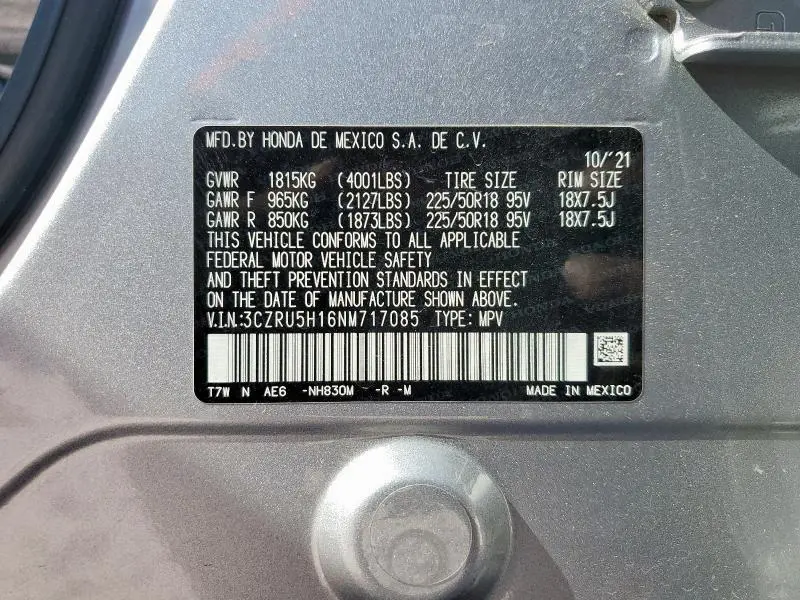 MFD.BY HONDA DE MEXICO S.A. DE C.V.
10/'21
GVWR 1815KG (4001LBS) TIRE SIZE RIM SIZE
GAWR F 965KG (2127LBS) 225/50R18 95V 18X7.5J
GAWR R 850KG (1873LBS) 225/50R18 95V 18X7.5J
THIS VEHICLE CONFORMS TO ALL APPLICABLE
FEDERAL MOTOR VEHICLE SAFETY
AND THEFT PREVENTION STANDARDS IN EFFECT
ON THE DATE OF MANUFACTURE SHOWN ABOVE.
V.I.N.:3CZRU5H16NM717085 TYPE: MPV
T7W N AE6 -NH830M -R -M MADE IN MEXICO